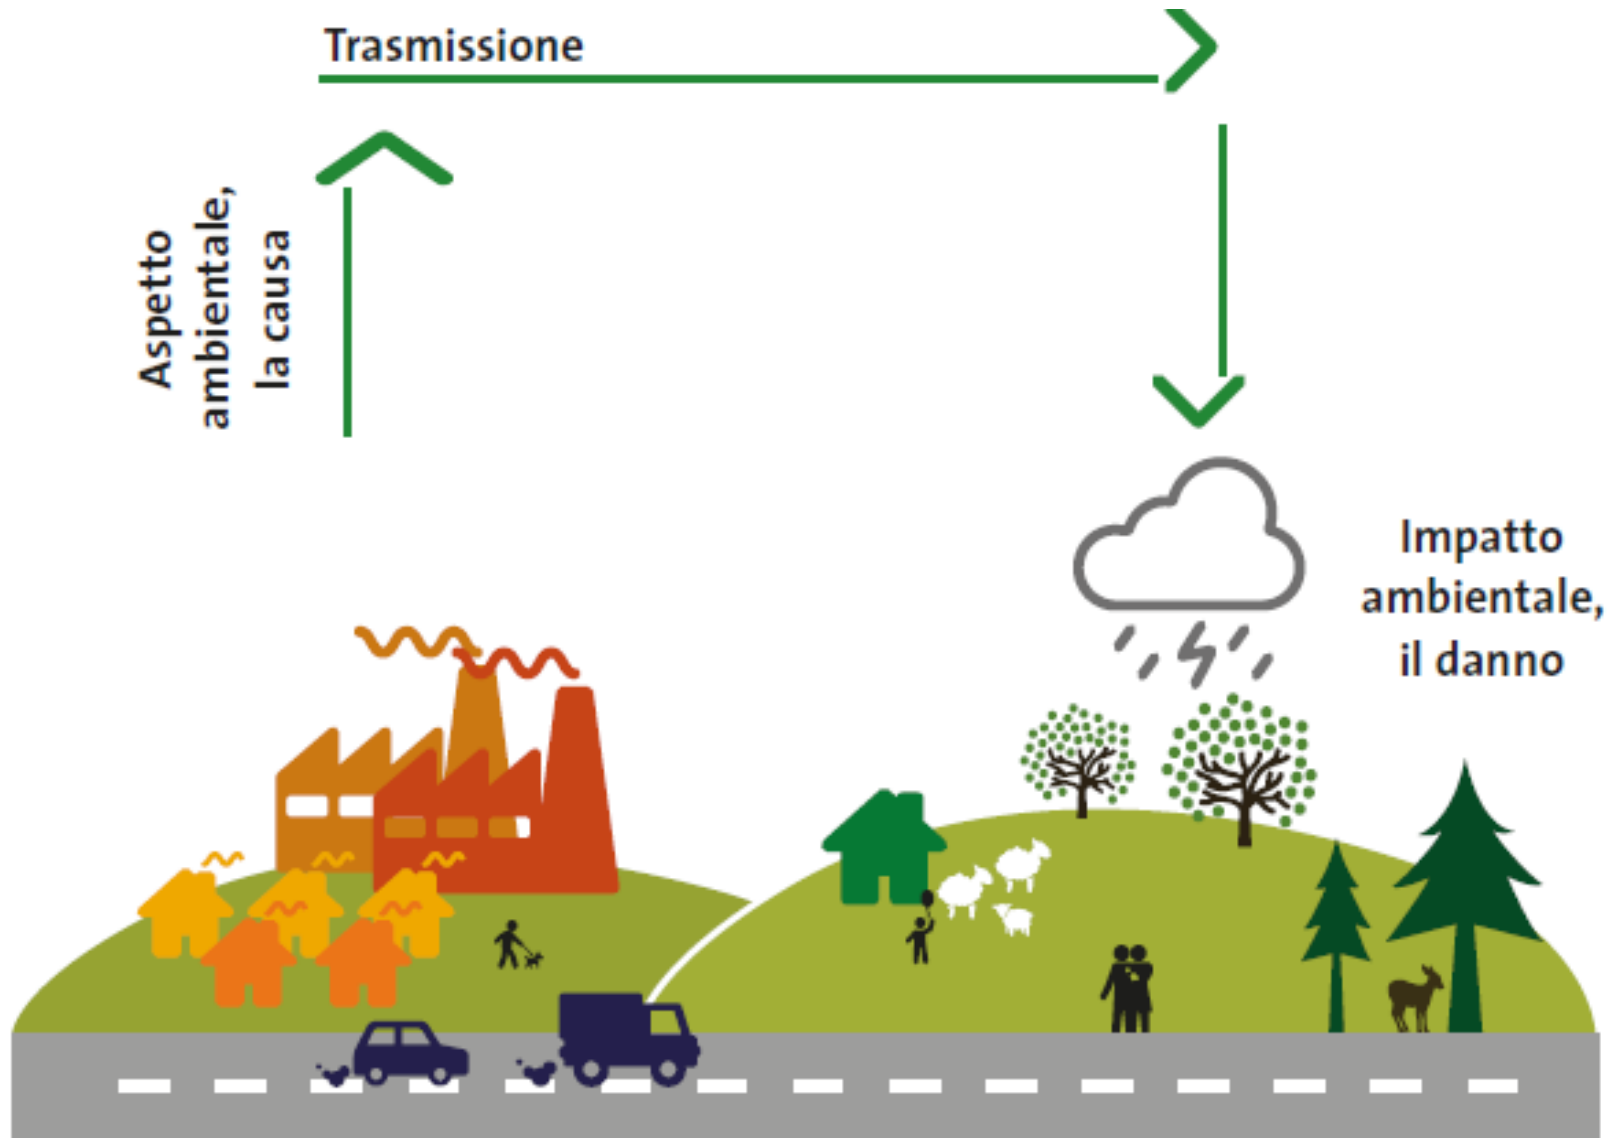 Trasmissione
Aspetto
ambientale,
la causa
Impatto
ambientale,
il danno